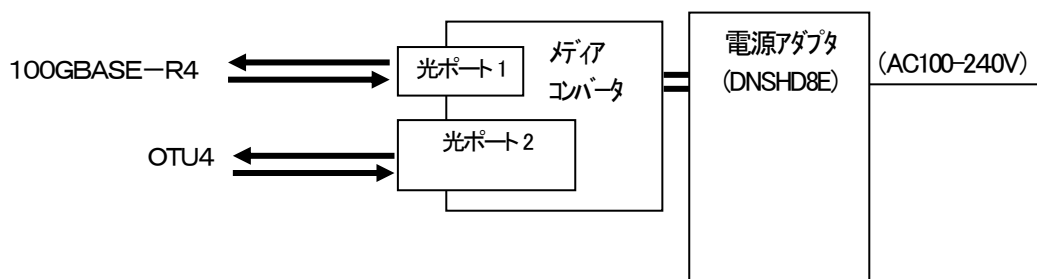 100GBASE-R4
光ポート1
メディア
コンバータ
電源アダプタ
(DNSHD8E)
(AC100-240V)
OTU4
光ポート2